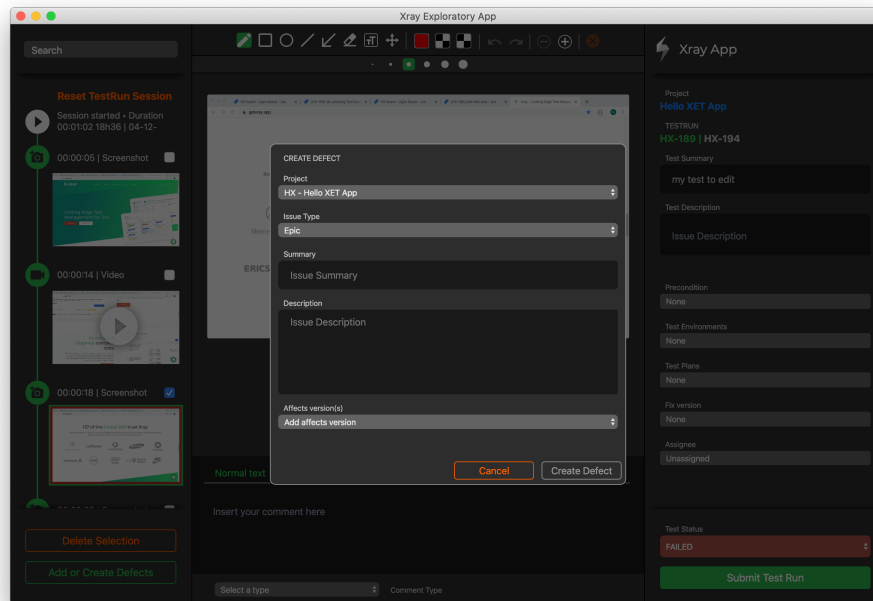 Xray Exploratory App
Search
Reset TestRun Session
Session started • Duration
00:01:02 18h36 | 04-12-
00:00:05 | Screenshot
00:00:14 | Video
00:00:18 | Screenshot
Delete Selection
Add or Create Defects
CREATE DEFECT
Project
HX - Hello XET App
Issue Type
Epic
Summary
Issue Summary
Description
Issue Description
Affects version(s)
Add affects version
Cancel
Create Defect
ERICS
Normal text
Insert your comment here
Select a type
Comment Type
Xray App
Project
Hello XET App
TESTRUN
HX-189 | HX-194
Test Summary
my test to edit
Test Description
Issue Description
Precondition
None
Test Environments
None
Test Plans
None
Fix version
None
Assignee
Unassigned
Test Status
FAILED
Submit Test Run